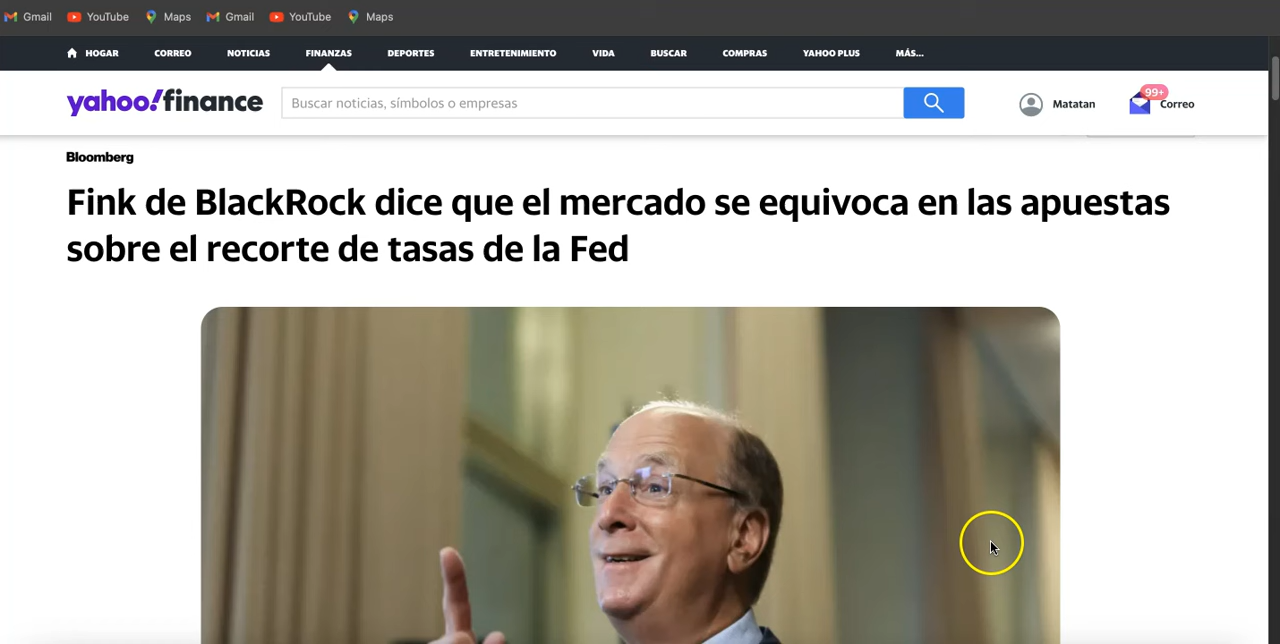 Gmail YouTube Maps Gmail YouTube Maps
HOGAR CORREO NOTICIAS FINANZAS DEPORTES ENTRETENIMIENTO VIDA BUSCAR COMPRAS YAHOO PLUS MÁS...
yahoo!finance Buscar noticias, símbolos o empresas Matatan 99+ Correo
Bloomberg
Fink de BlackRock dice que el mercado se equivoca en las apuestas
sobre el recorte de tasas de la Fed